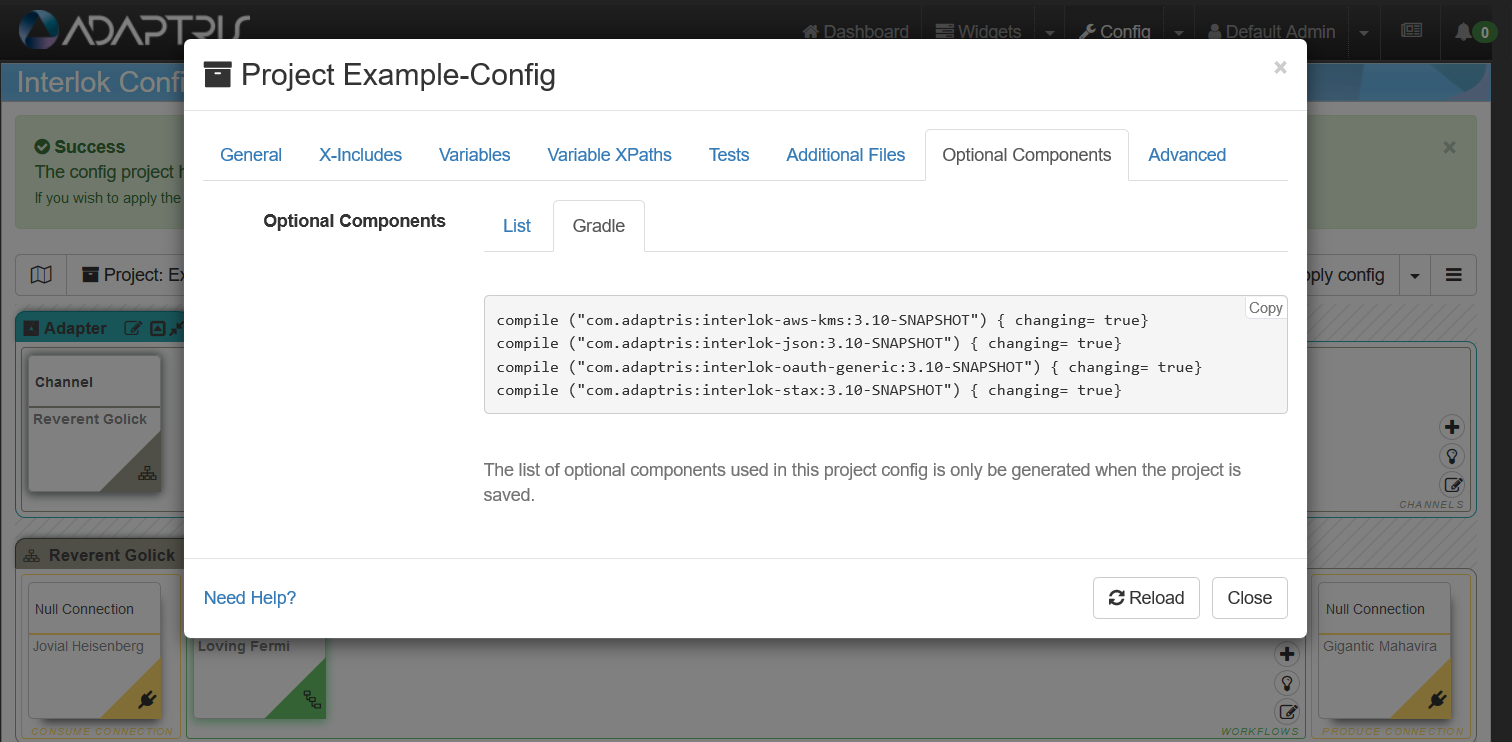 ADAPTRIS
Dashboard
Widgets
Config
Default Admin
0
Interlok Confi
Project Example-Config
×
Success
The config project h
If you wish to apply the
×
General
X-Includes
Variables
Variable XPaths
Tests
Additional Files
Optional Components
Advanced
Optional Components
List
Gradle
Copy
compile ("com.adaptris:interlok-aws-kms:3.10-SNAPSHOT") { changing= true}
compile ("com.adaptris:interlok-json:3.10-SNAPSHOT") { changing= true}
compile ("com.adaptris:interlok-oauth-generic:3.10-SNAPSHOT") { changing= true}
compile ("com.adaptris:interlok-stax:3.10-SNAPSHOT") { changing= true}
The list of optional components used in this project config is only be generated when the project is
saved.
Need Help?
Reload
Close
Project: Ex
pply config
Adapter
Channel
Reverent Golick
CHANNELS
Reverent Golick
Null Connection
Jovial Heisenberg
CONSUME CONNECTION
Loving Fermi
WORKFLOWS
Null Connection
Gigantic Mahavira
PRODUCE CONNECTION